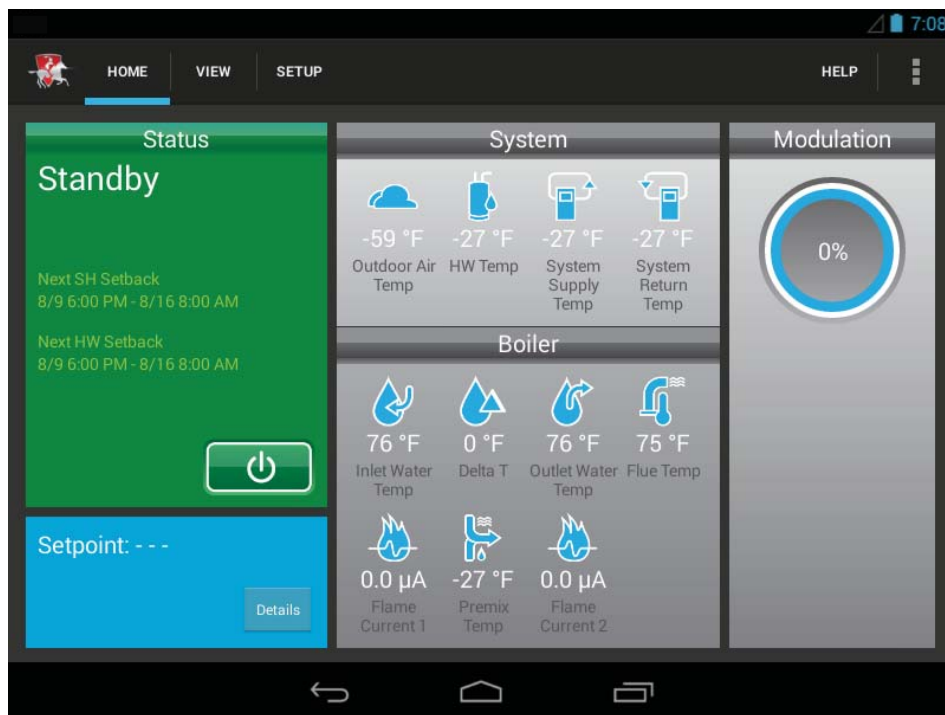 7:08
HOME VIEW SETUP HELP
Status
Standby
Next SH Setback
8/9 6:00 PM - 8/16 8:00 AM
Next HW Setback
8/9 6:00 PM - 8/16 8:00 AM
Setpoint: - - -
Details
System
-59 °F -27 °F -27 °F -27 °F
Outdoor Air HW Temp System System
Temp Supply Return
Temp Temp
Boiler
76 °F 0 °F 76 °F 75 °F
Inlet Water Delta T Outlet Water Flue Temp
Temp Temp
0.0 µA -27 °F 0.0 µA
Flame Premix Flame
Current 1 Temp Current 2
Modulation
0%